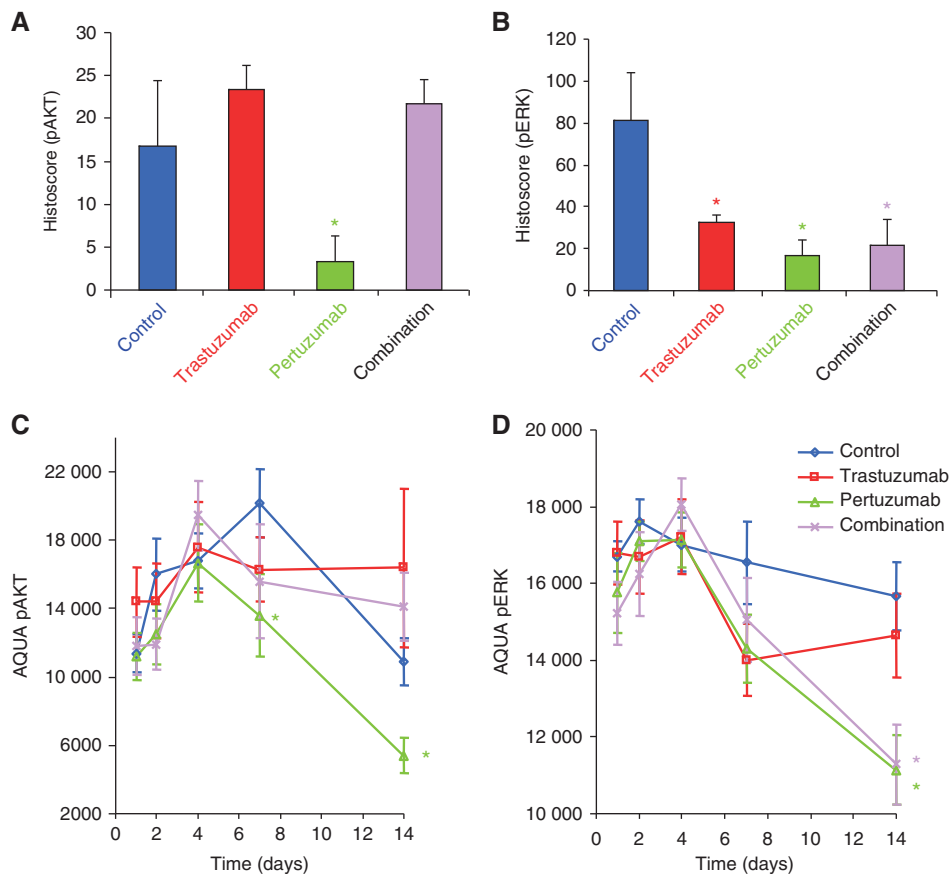 A
Histoscore (pAKT)
30
25
20
15
10
5
0
Control
Trastuzumab
Pertuzumab
Combination
*
B
Histoscore (pERK)
120
100
80
60
40
20
0
Control
Trastuzumab
Pertuzumab
Combination
*
*
*
C
AQUA pAKT
22 000
18 000
14 000
10 000
6000
2000
0 2 4 6 8 10 12 14
Time (days)
*
*
D
AQUA pERK
20 000
18 000
16 000
14 000
12 000
10 000
0 2 4 6 8 10 12 14
Time (days)
Control
Trastuzumab
Pertuzumab
Combination
*
*